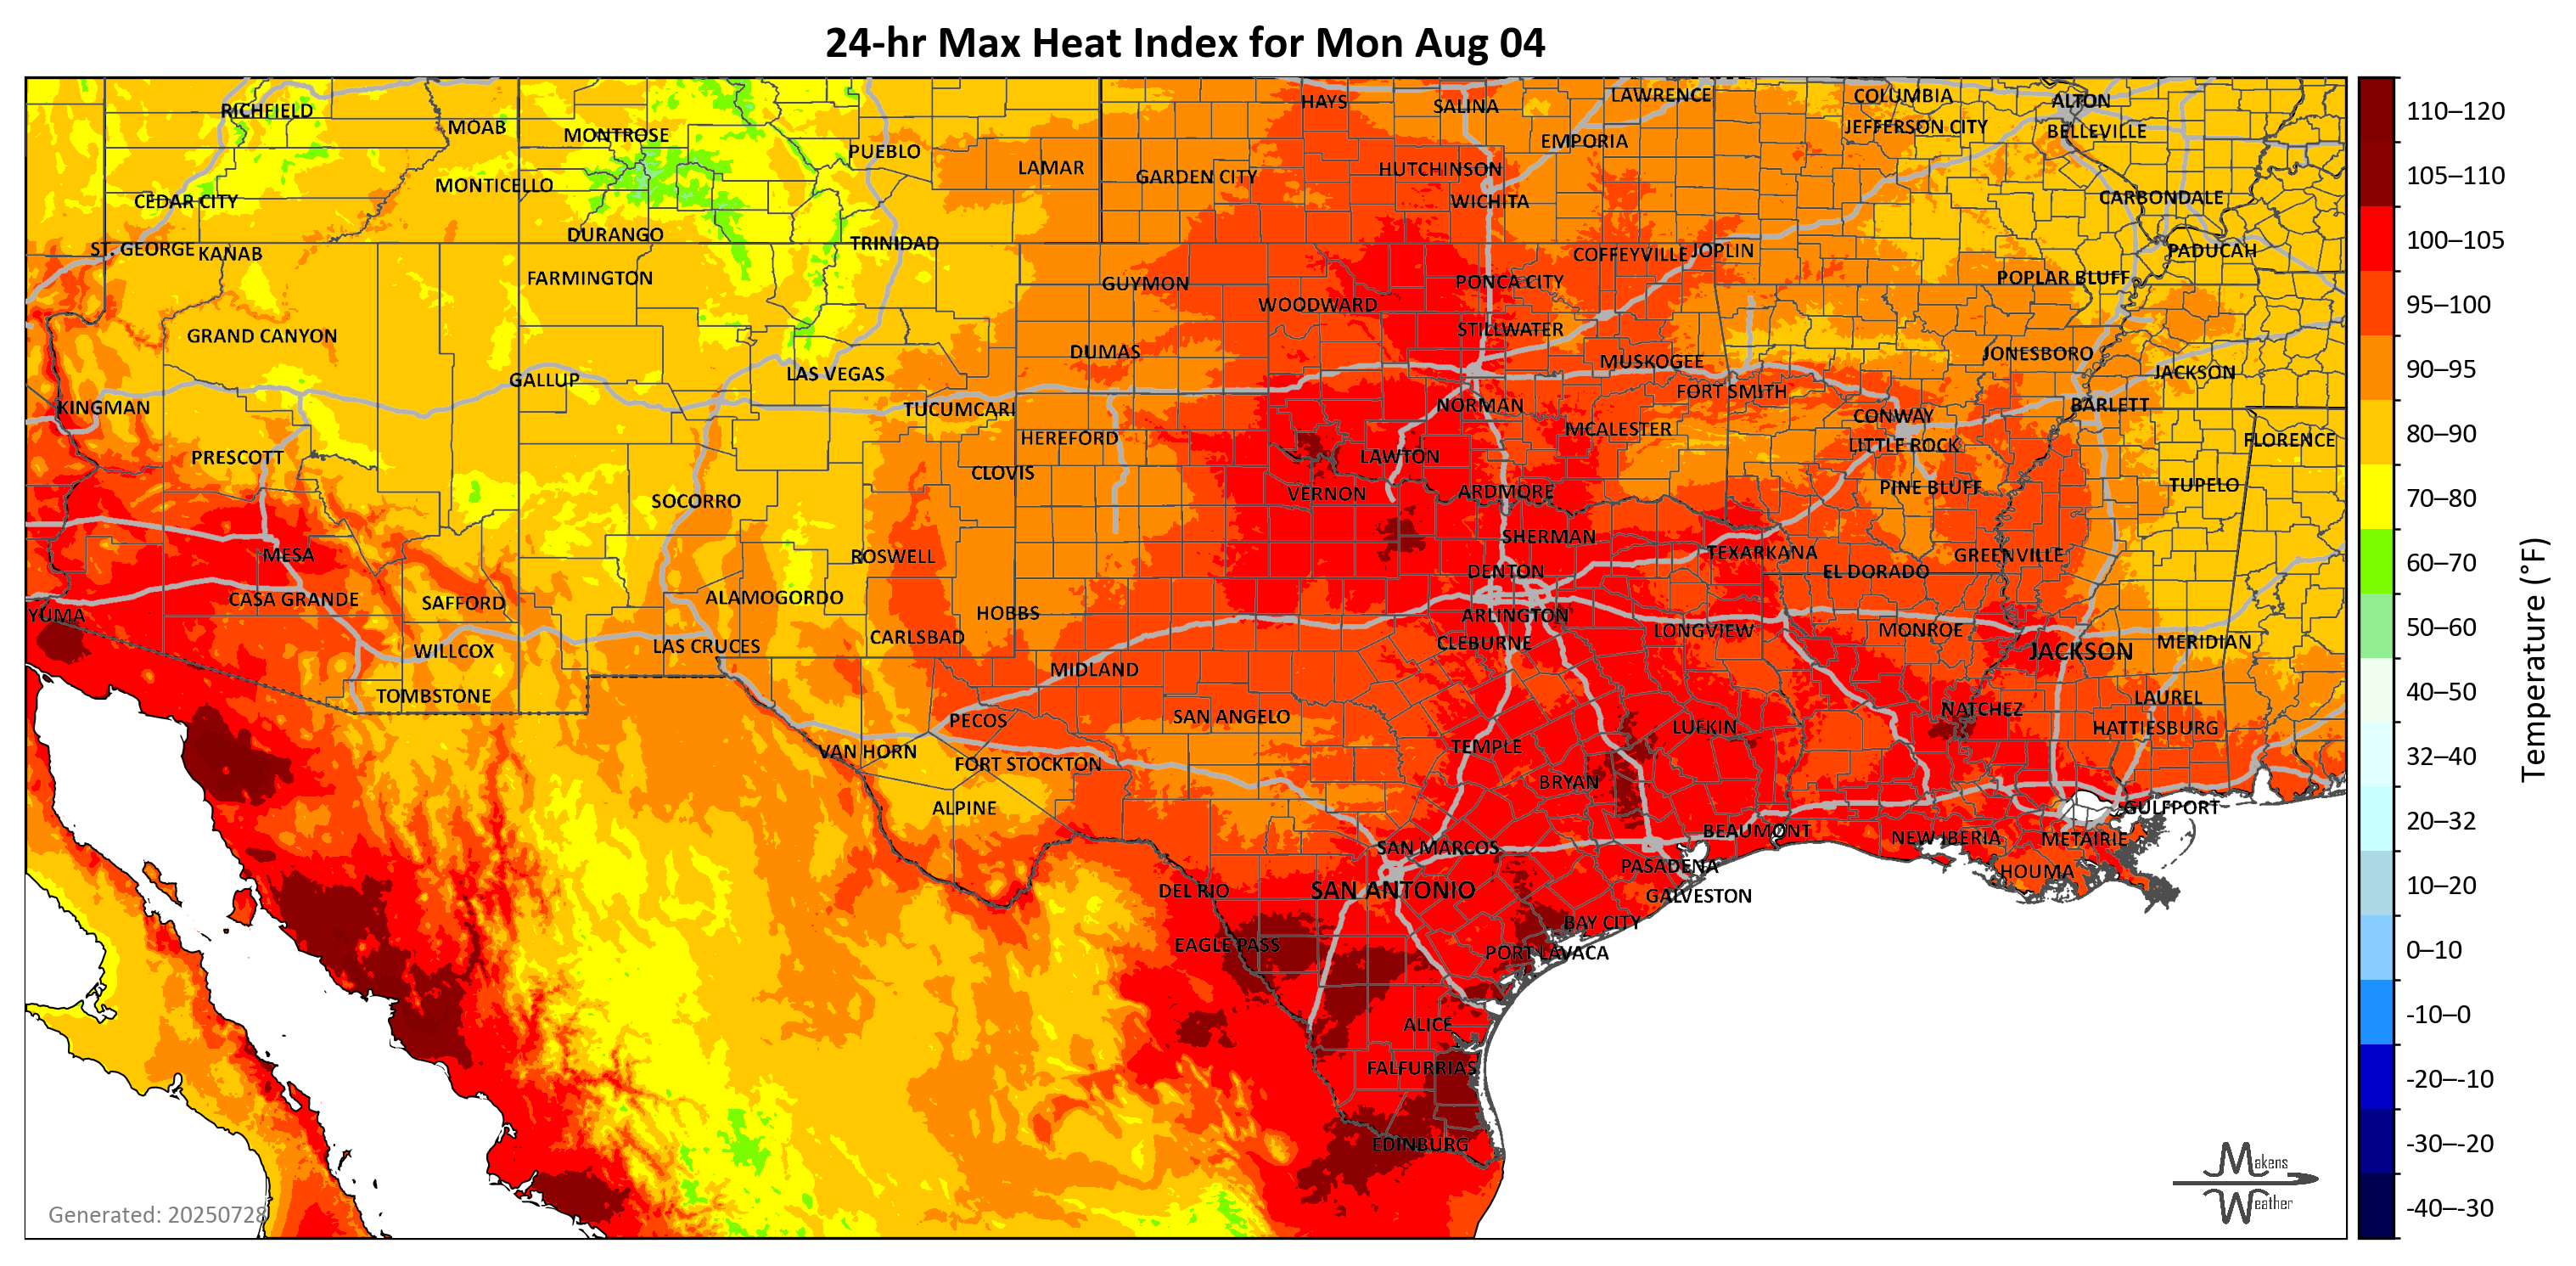 24-hr Max Heat Index for Mon Aug 04
RICHFIELD
MOAB
MONTROSE
PUEBLO
LAMAR
HAYS
SALINA
LAWRENCE
COLUMBIA
ALTON
GARDEN CITY
HUTCHINSON
EMPORIA
JEFFERSON CITY
BELLEVILLE
CEDAR CITY
MONTICELLO
WICHITA
CARBONDALE
ST. GEORGE
KANAB
DURANGO
TRINIDAD
COFFEYVILLE
JOPLIN
PADUCAH
FARMINGTON
GUYMON
PONCA CITY
POPLAR BLUFF
WOODWARD
GRAND CANYON
STILLWATER
DUMAS
MUSKOGEE
JONESBORO
GALLUP
LAS VEGAS
FORT SMITH
JACKSON
KINGMAN
TUCUMCARI
NORMAN
CONWAY
BARLETT
HEREFORD
MCALESTER
LITTLE ROCK
FLORENCE
PRESCOTT
CLOVIS
LAWTON
SOCORRO
VERNON
ARDMORE
PINE BLUFF
TUPELO
MESA
ROSWELL
SHERMAN
TEXARKANA
GREENVILLE
DENTON
EL DORADO
YUMA
CASA GRANDE
SAFFORD
ALAMOGORDO
HOBBS
ARLINGTON
WILLCOX
LAS CRUCES
CARLSBAD
CLEBURNE
LONGVIEW
MONROE
JACKSON
MERIDIAN
TOMBSTONE
MIDLAND
PECOS
SAN ANGELO
LUFKIN
NATCHEZ
LAUREL
HATTIESBURG
VAN HORN
FORT STOCKTON
TEMPLE
BRYAN
ALPINE
GULFPORT
SAN MARCOS
BEAUMONT
NEW IBERIA
METAIRIE
DEL RIO
SAN ANTONIO
PASADENA
GALVESTON
HOUMA
EAGLE PASS
BAY CITY
PORT LAVACA
ALICE
FALFURRIAS
EDINBURG
Generated: 20250728
Makens
Weather
110–120
105–110
100–105
95–100
90–95
80–90
70–80
60–70
50–60
40–50
32–40
20–32
10–20
0–10
-10–0
-20–-10
-30–-20
-40–-30
Temperature (°F)